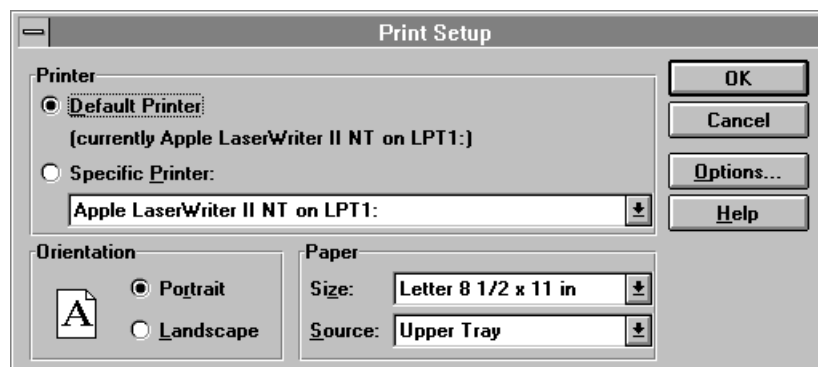 Print Setup
Printer
Default Printer
(currently Apple LaserWriter II NT on LPT1:)
Specific Printer:
Apple LaserWriter II NT on LPT1:
OK
Cancel
Options...
Help
Orientation
A
Portrait
Landscape
Paper
Size: Letter 8 1/2 x 11 in
Source: Upper Tray